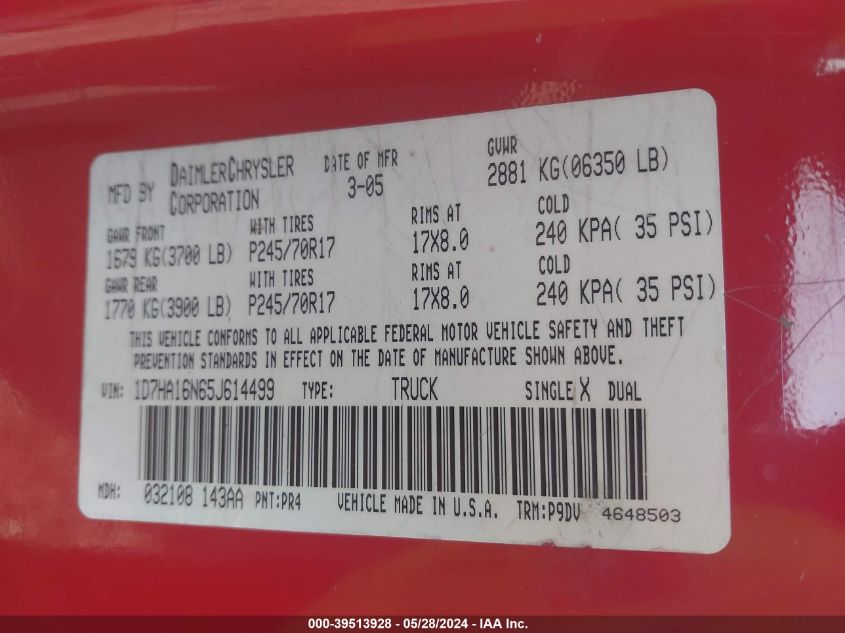 MFD BY DAIMLERCHRYSLER CORPORATION DATE OF MFR 3-05 GVWR 2881 KG(06350 LB)
GAWR FRONT WITH TIRES RIMS AT COLD
1679 KG(3700 LB) P245/70R17 17X8.0 240 KPA( 35 PSI)
GAWR REAR WITH TIRES RIMS AT COLD
1770 KG(3900 LB) P245/70R17 17X8.0 240 KPA( 35 PSI)
THIS VEHICLE CONFORMS TO ALL APPLICABLE FEDERAL MOTOR VEHICLE SAFETY AND THEFT
PREVENTION STANDARDS IN EFFECT ON THE DATE OF MANUFACTURE SHOWN ABOVE.
VIN: 1D7HA16N65J614499 TYPE: TRUCK SINGLE X DUAL
MDH: 032108 143AA PNT:PR4 VEHICLE MADE IN U.S.A. TRM:P9DV 4648503
000-39513928 - 05/28/2024 - IAA Inc.